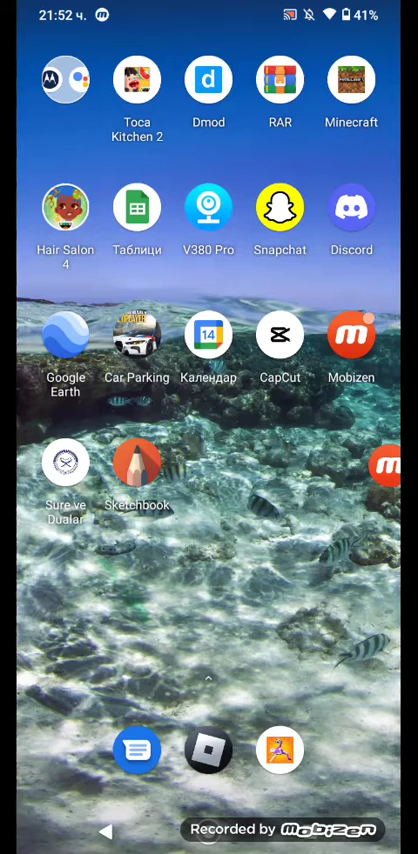 21:52 ч.
41%
Toca
Kitchen 2
Dmod
RAR
Minecraft
Hair Salon
4
Таблици
V380 Pro
Snapchat
Discord
Google
Earth
Car Parking
14
Календар
CapCut
Mobizen
Sure ve
Dualar
Sketchbook
Recorded by Mobizen